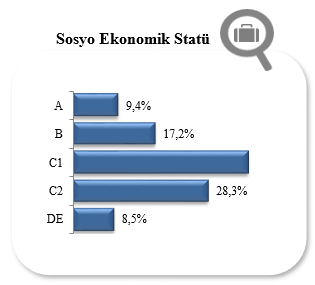 Sosyo Ekonomik Statü
A 9,4%
B 17,2%
C1
C2 28,3%
DE 8,5%